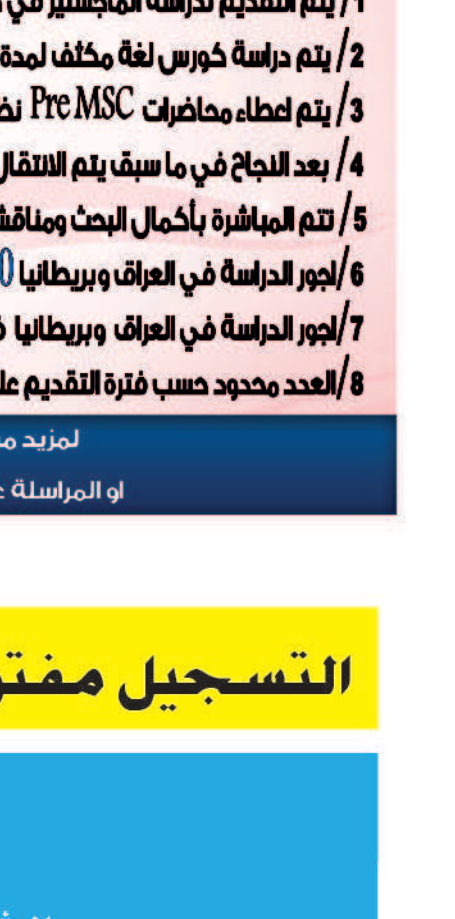 1/ يتم التقديم لدراسة الماجستير في
2/ يتم دراسة كورس لغة مكثف لمدة
3/ يتم اعطاء محاضرات Pre MSC
4/ بعد النجاح في ما سبق يتم الانتقال
5/ تتم المباشرة بأكمال البحث
6/اجور الدراسة في العراق وبريطانيا
7/اجور الدراسة في العراق وبريطانيا
8/العدد محدود حسب فترة التقديم
لمزيد
او المراسلة
التسجيل